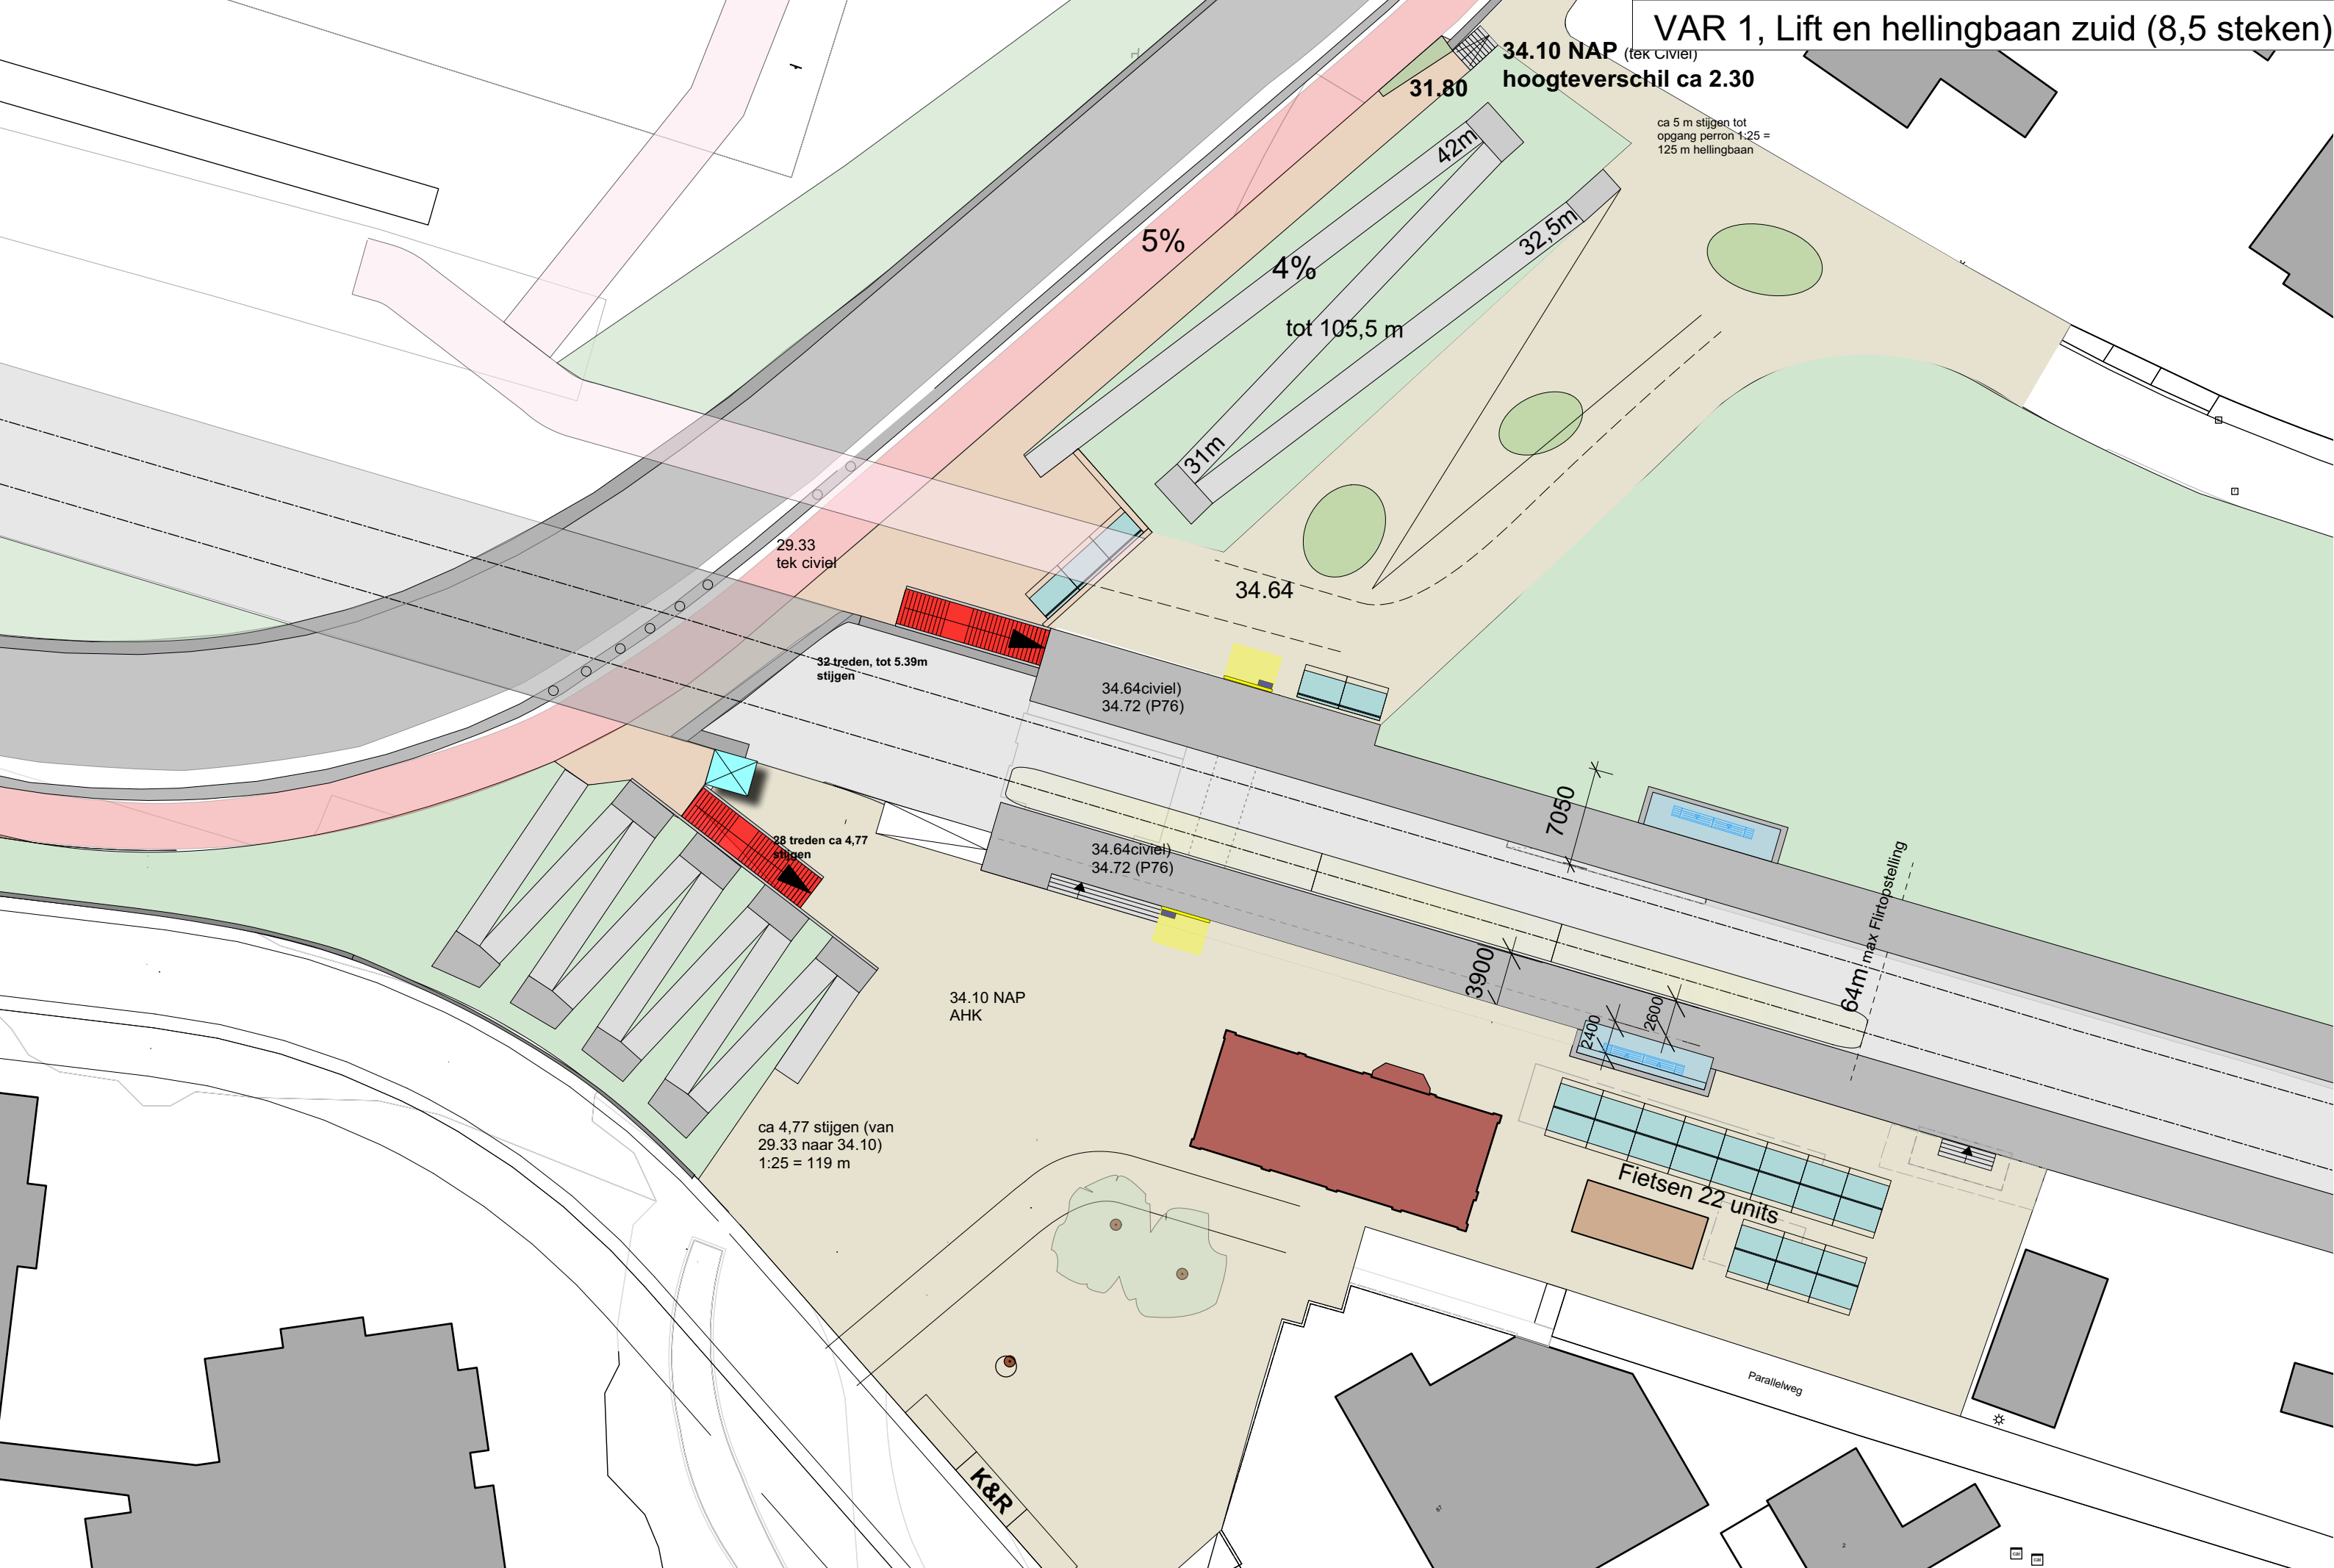 VAR 1, Lift en hellingbaan zuid (8,5 steken)
34.10 NAP (tek Civiel)
hoogteverschil ca 2.30
31.80
ca 5 m stijgen tot
opgang perron 1:25 =
125 m hellingbaan
42m
32,5m
5%
4%
tot 105,5 m
31m
29.33
tek civiel
34.64
32 treden, tot 5.39m
stijgen
34.64civiel)
34.72 (P76)
7050
28 treden ca 4,77
stijgen
34.64civiel)
34.72 (P76)
64m max Flirtopstelling
3900
2600
2400
34.10 NAP
AHK
ca 4,77 stijgen (van
29.33 naar 34.10)
1:25 = 119 m
Fietsen 22 units
Parallelweg
K&R
67
2